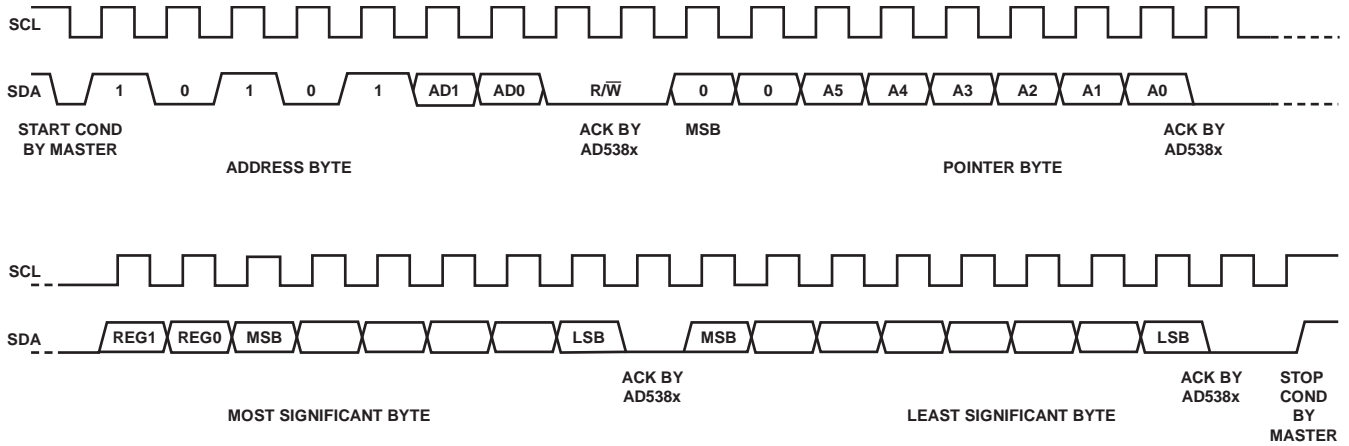 SCL
SDA 1 0 1 0 1 AD1 AD0 R/W̅ 0 0 A5 A4 A3 A2 A1 A0
START COND ACK BY MSB ACK BY
BY MASTER AD538x AD538x
ADDRESS BYTE POINTER BYTE
SCL
SDA REG1 REG0 MSB LSB MSB LSB
ACK BY ACK BY STOP
AD538x AD538x COND
MOST SIGNIFICANT BYTE LEAST SIGNIFICANT BYTE BY
MASTER